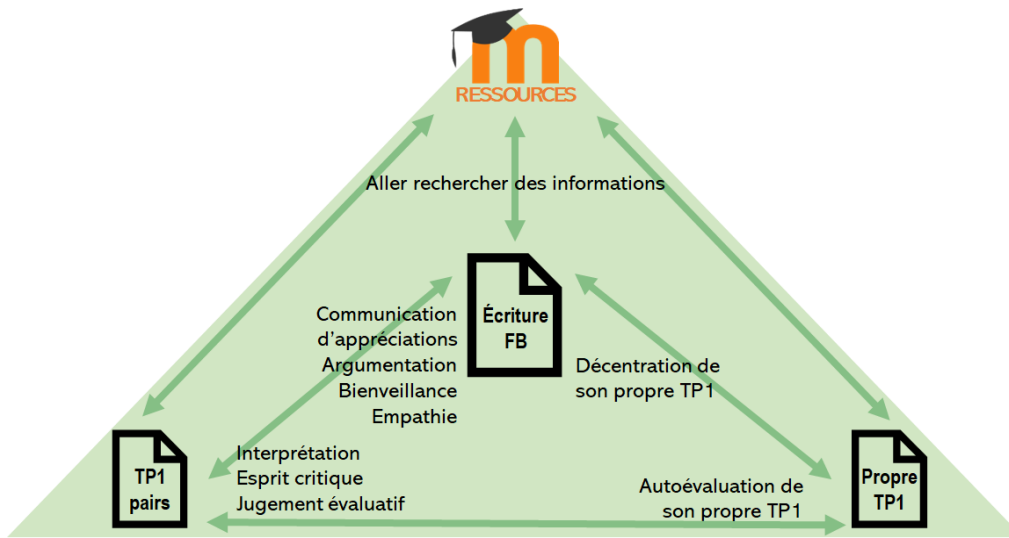 m
RESSOURCES
Aller rechercher des informations
Écriture
FB
Communication
d’appréciations
Argumentation
Bienveillance
Empathie
Décentration de
son propre TP1
TP1
pairs
Interprétation
Esprit critique
Jugement évaluatif
Autoévaluation de
son propre TP1
Propre
TP1